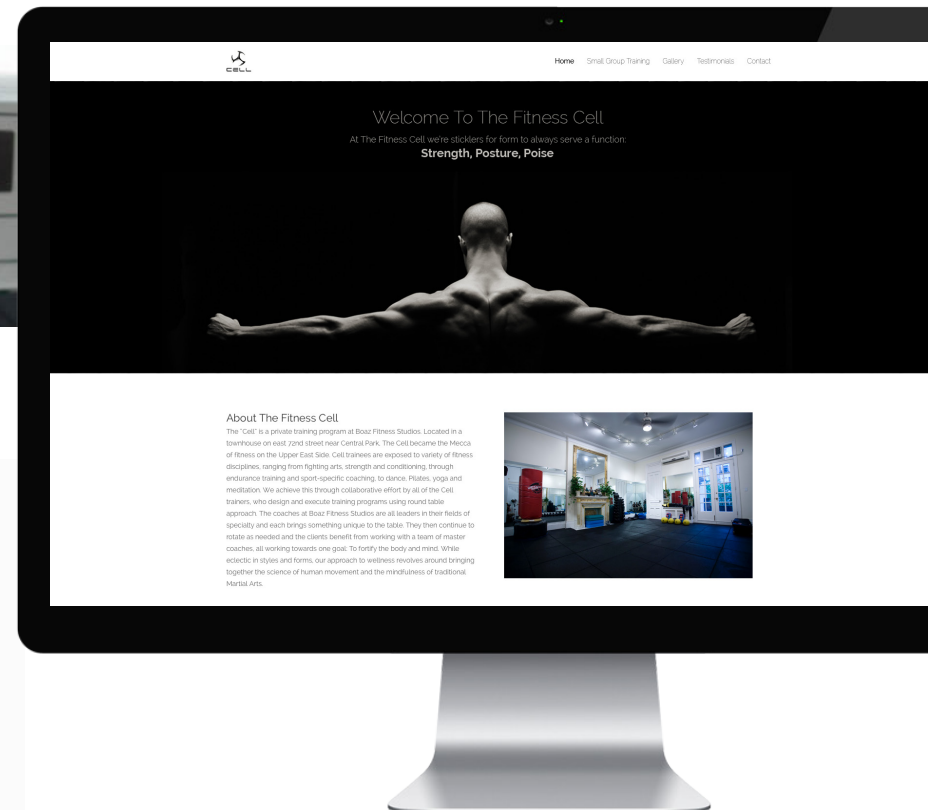 CELL
Home Small Group Training Gallery Testimonials Contact
Welcome To The Fitness Cell
At The Fitness Cell we're sticklers for form to always serve a function:
Strength, Posture, Poise
About The Fitness Cell
The "Cell" is a private training program at Boaz Fitness Studios. Located in a
townhouse on east 72nd street near Central Park, The Cell became the Mecca
of fitness on the Upper East Side. Cell trainees are exposed to variety of fitness
disciplines, ranging from fighting arts, strength and conditioning, through
endurance training and sport-specific coaching, to dance, Pilates, yoga and
meditation. We achieve this through collaborative effort by all of the Cell
trainers, who design and execute training programs using round table
approach. The coaches at Boaz Fitness Studios are all leaders in their fields of
specialty and each brings something unique to the table. They then continue to
rotate as needed and the clients benefit from working with a team of master
coaches, all working towards one goal: To fortify the body and mind. While
eclectic in styles and forms, our approach to wellness revolves around bringing
together the science of human movement and the mindfulness of traditional
Martial Arts.